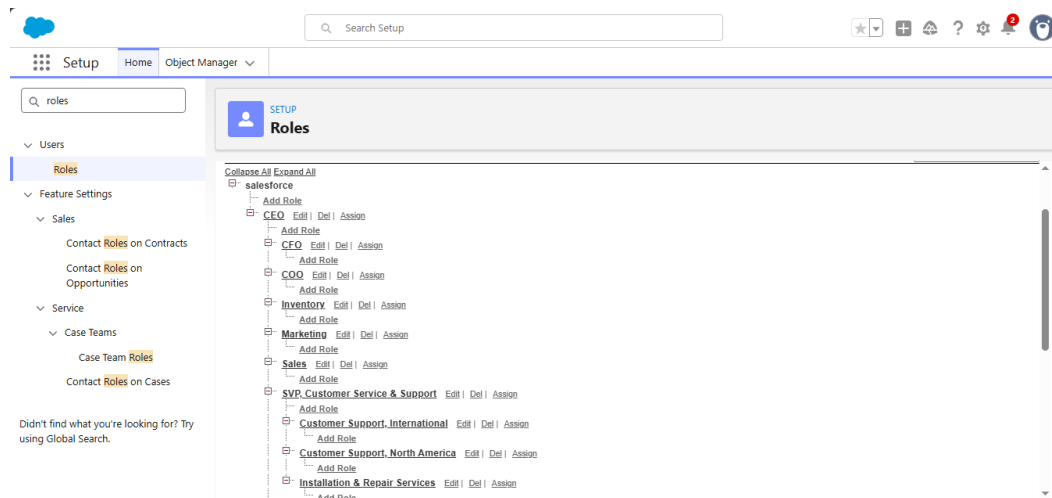 Search Setup
2
Setup
Home
Object Manager
roles
Users
Roles
Feature Settings
Sales
Contact Roles on Contracts
Contact Roles on
Opportunities
Service
Case Teams
Case Team Roles
Contact Roles on Cases
Didn't find what you're looking for? Try
using Global Search.
SETUP
Roles
Collapse All Expand All
salesforce
Add Role
CEO Edit | Del | Assign
Add Role
CFO Edit | Del | Assign
Add Role
COO Edit | Del | Assign
Add Role
Inventory Edit | Del | Assign
Add Role
Marketing Edit | Del | Assign
Add Role
Sales Edit | Del | Assign
Add Role
SVP, Customer Service & Support Edit | Del | Assign
Add Role
Customer Support, International Edit | Del | Assign
Add Role
Customer Support, North America Edit | Del | Assign
Add Role
Installation & Repair Services Edit | Del | Assign
Add Role